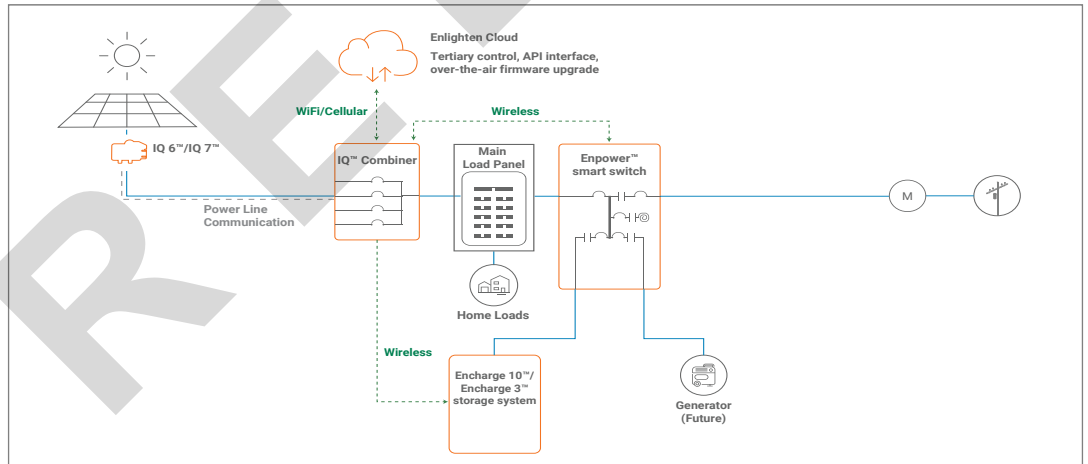 Enlighten Cloud
Tertiary control, API interface,
over-the-air firmware upgrade
WiFi/Cellular
Wireless
IQ 6™/IQ 7™
IQ™ Combiner
Main
Load Panel
Enpower™
smart switch
M
Power Line
Communication
Home Loads
Wireless
Encharge 10™/
Encharge 3™
storage system
Generator
(Future)